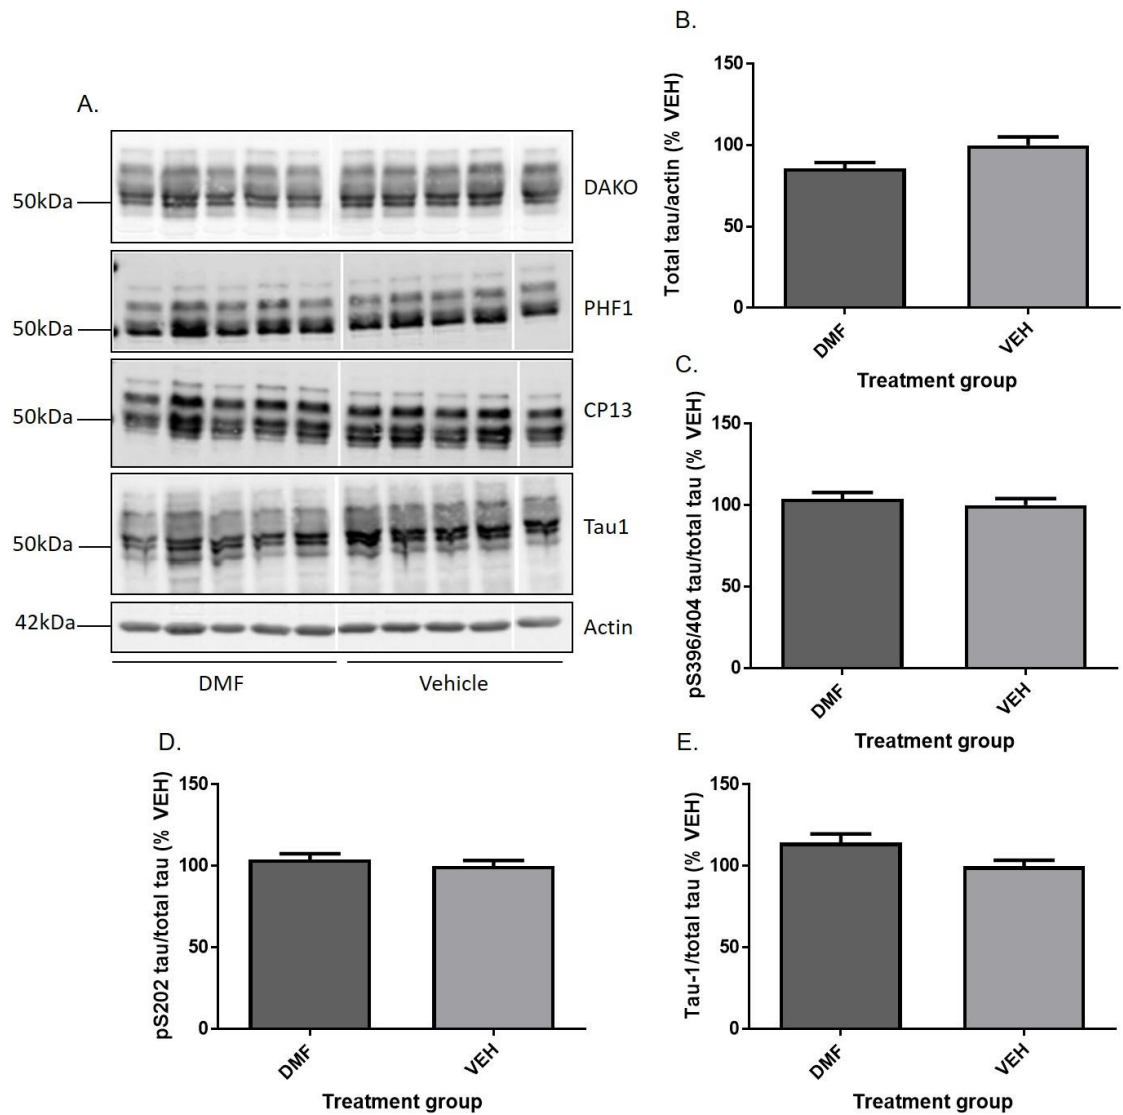 A.
50kDa
DAKO
50kDa
PHF1
50kDa
CP13
50kDa
Tau1
42kDa
Actin
DMF
Vehicle
B.
Total tau/actin (% VEH)
150
100
50
0
DMF
VEH
Treatment group
C.
pS396/404 tau/total tau (% VEH)
150
100
50
0
DMF
VEH
Treatment group
D.
pS202 tau/total tau (% VEH)
150
100
50
0
DMF
VEH
Treatment group
E.
Tau-1/total tau (% VEH)
150
100
50
0
DMF
VEH
Treatment group